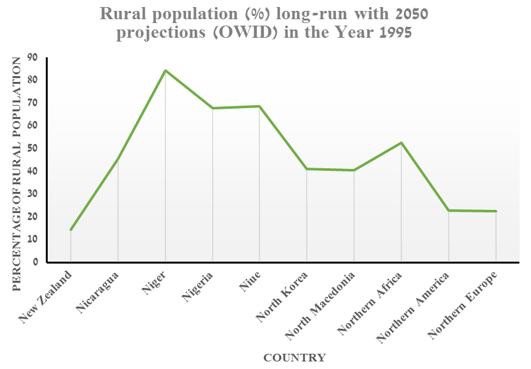 Rural population (%) long-run with 2050
projections (OWID) in the Year 1995
PERCENTAGE OF RURAL POPULATION
90
80
70
60
50
40
30
20
10
0
New Zealand
Nicaragua
Niger
Nigeria
Niue
North Korea
North Macedonia
Northern Africa
Northern America
Northern Europe
COUNTRY